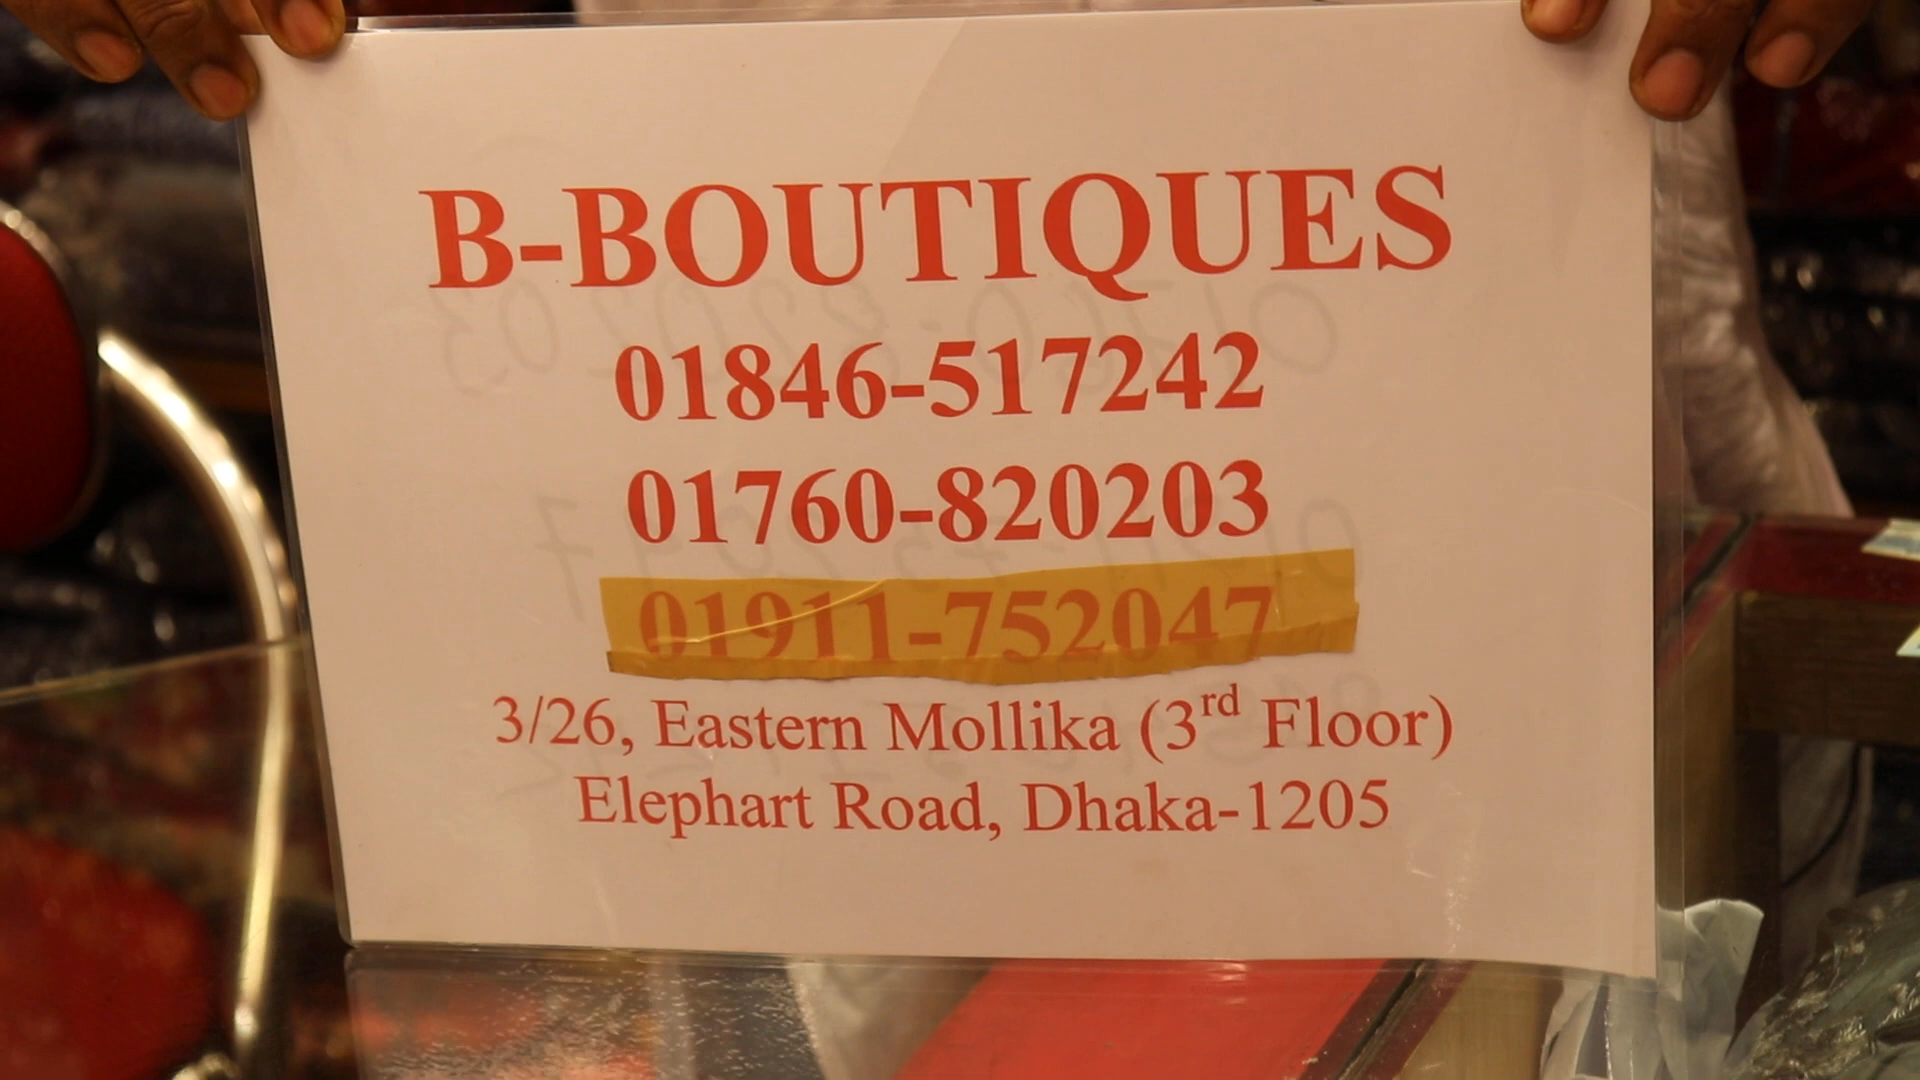 B-BOUTIQUES
01846-517242
01760-820203
01911-752047
3/26, Eastern Mollika (3rd Floor)
Elephart Road, Dhaka-1205